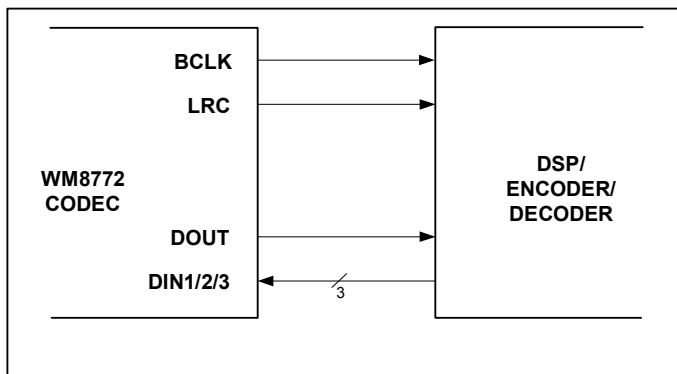 BCLK
LRC
WM8772
CODEC
DSP/
ENCODER/
DECODER
DOUT
DIN1/2/3
3